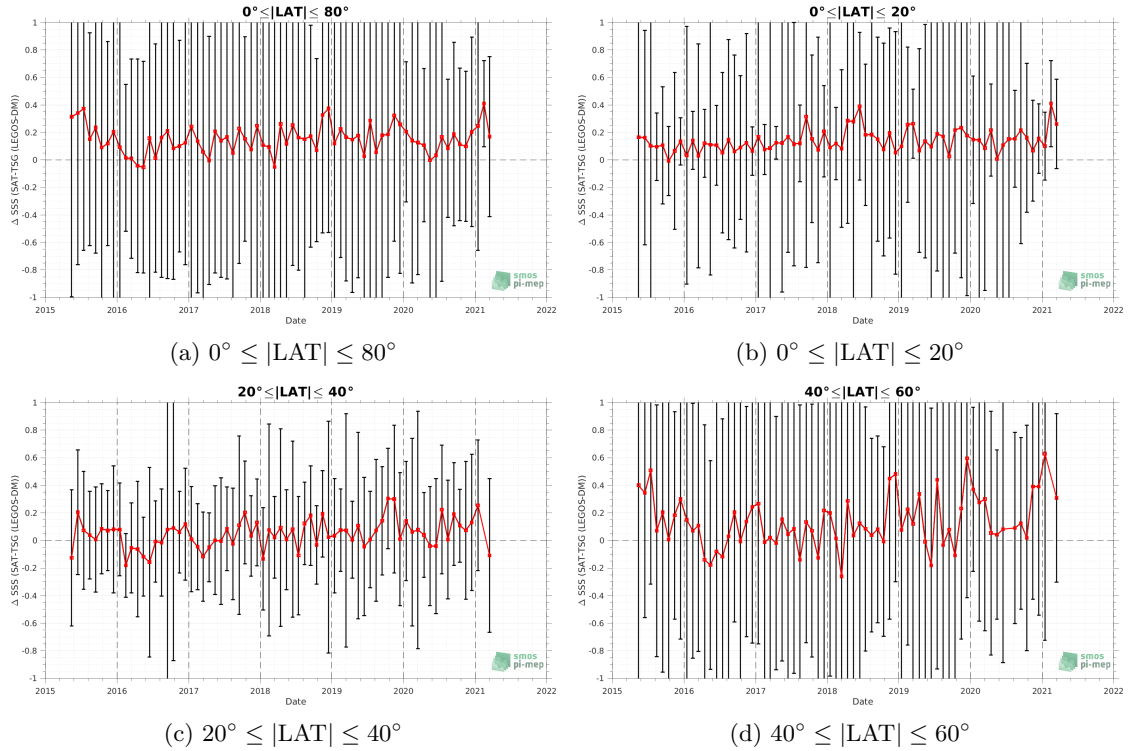 0°≤|LAT|≤ 80°
Δ SSS (SAT-TSG (LEGOS-DM))
1
0.8
0.6
0.4
0.2
0
-0.2
-0.4
-0.6
-0.8
-1
2015 2016 2017 2018 2019 2020 2021 2022
Date
smos
pi-mep
(a) 0° ≤ |LAT| ≤ 80°
0°≤|LAT|≤ 20°
Δ SSS (SAT-TSG (LEGOS-DM))
1
0.8
0.6
0.4
0.2
0
-0.2
-0.4
-0.6
-0.8
-1
2015 2016 2017 2018 2019 2020 2021 2022
Date
smos
pi-mep
(b) 0° ≤ |LAT| ≤ 20°
20°≤|LAT|≤ 40°
Δ SSS (SAT-TSG (LEGOS-DM))
1
0.8
0.6
0.4
0.2
0
-0.2
-0.4
-0.6
-0.8
-1
2015 2016 2017 2018 2019 2020 2021 2022
Date
smos
pi-mep
(c) 20° ≤ |LAT| ≤ 40°
40°≤|LAT|≤ 60°
Δ SSS (SAT-TSG (LEGOS-DM))
1
0.8
0.6
0.4
0.2
0
-0.2
-0.4
-0.6
-0.8
-1
2015 2016 2017 2018 2019 2020 2021 2022
Date
smos
pi-mep
(d) 40° ≤ |LAT| ≤ 60°